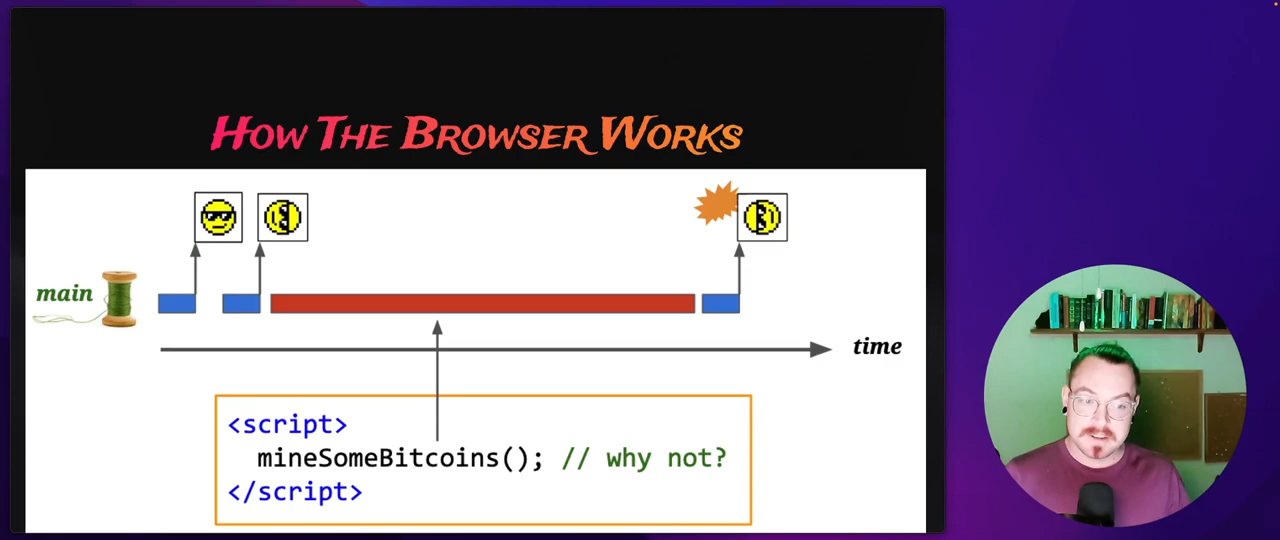 How The Browser Works
main
time
<script>
mineSomeBitcoins(); // why not?
</script>